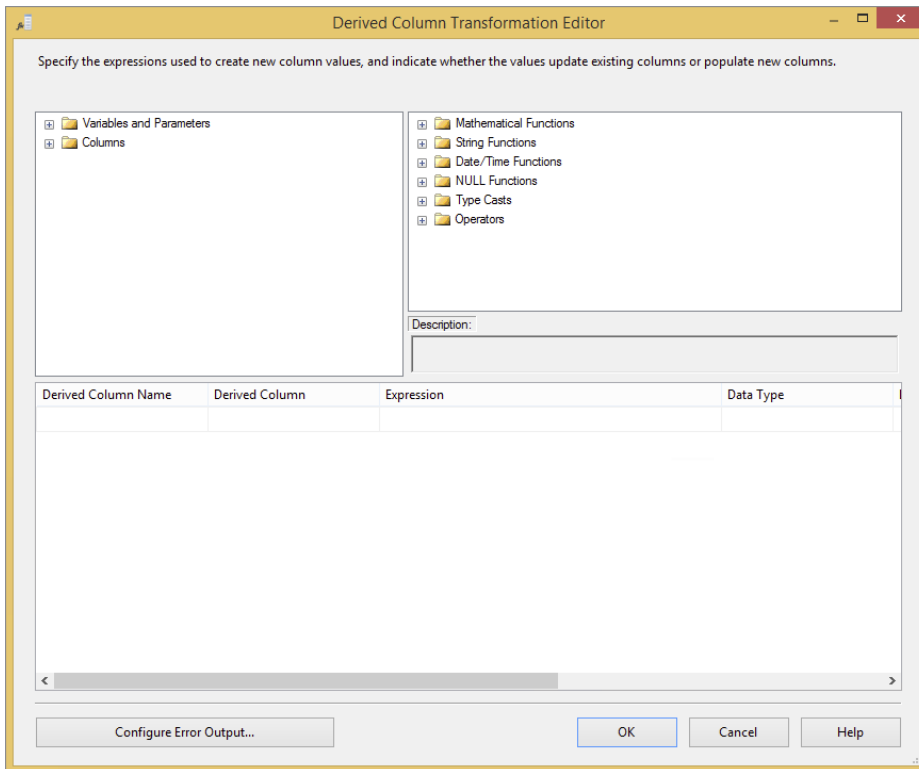 Derived Column Transformation Editor
Specify the expressions used to create new column values, and indicate whether the values update existing columns or populate new columns.
Variables and Parameters
Columns
Mathematical Functions
String Functions
Date/Time Functions
NULL Functions
Type Casts
Operators
Description:
Derived Column Name Derived Column Expression Data Type
Configure Error Output... OK Cancel Help